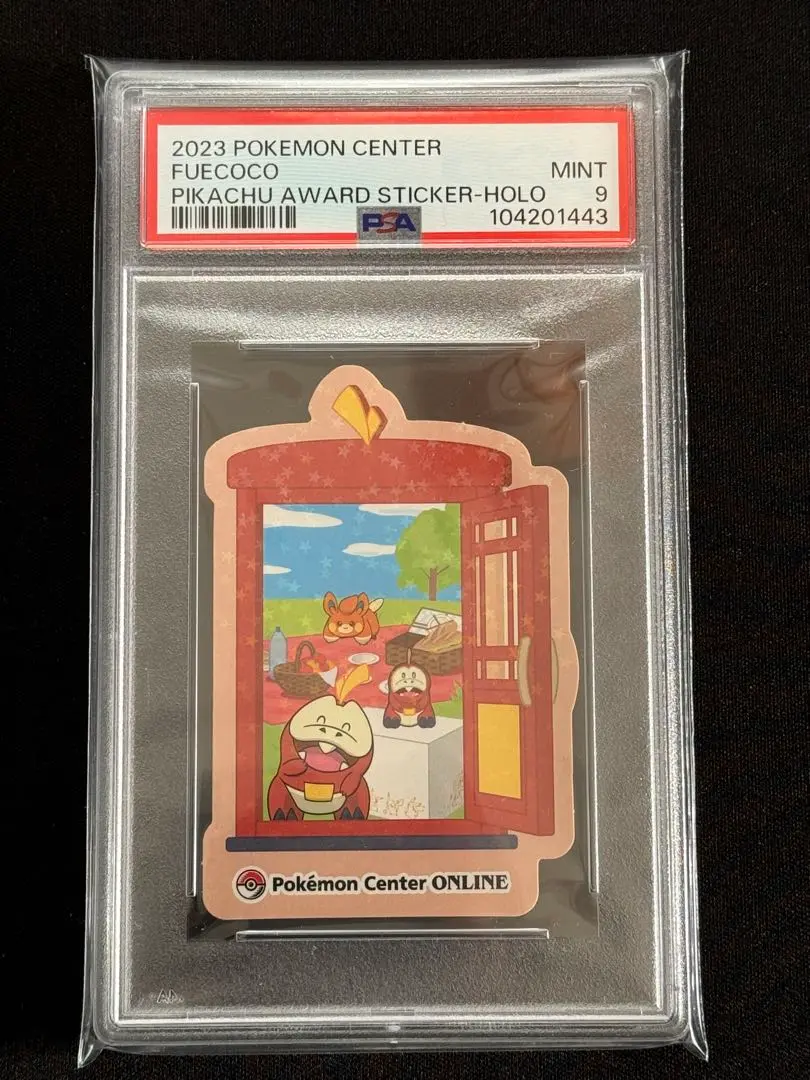 2023 POKEMON CENTER
FUECOCO MINT
PIKACHU AWARD STICKER-HOLO 9
PSA 104201443
Pokémon Center ONLINE